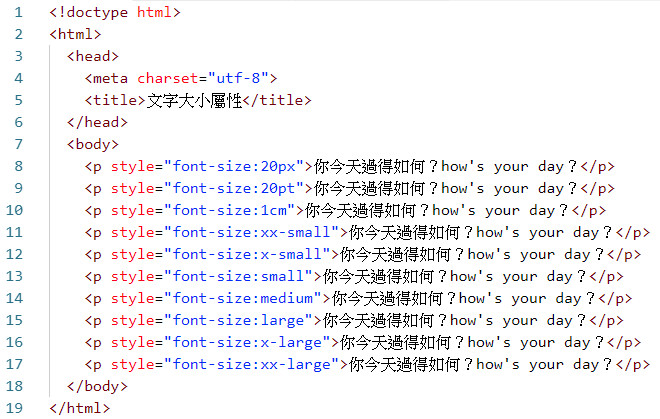 1 <!doctype html>
2 <html>
3 <head>
4 <meta charset="utf-8">
5 <title>文字大小屬性</title>
6 </head>
7 <body>
8 <p style="font-size:20px">你今天過得如何？how's your day？</p>
9 <p style="font-size:20pt">你今天過得如何？how's your day？</p>
10 <p style="font-size:1cm">你今天過得如何？how's your day？</p>
11 <p style="font-size:xx-small">你今天過得如何？how's your day？</p>
12 <p style="font-size:x-small">你今天過得如何？how's your day？</p>
13 <p style="font-size:small">你今天過得如何？how's your day？</p>
14 <p style="font-size:medium">你今天過得如何？how's your day？</p>
15 <p style="font-size:large">你今天過得如何？how's your day？</p>
16 <p style="font-size:x-large">你今天過得如何？how's your day？</p>
17 <p style="font-size:xx-large">你今天過得如何？how's your day？</p>
18 </body>
19 </html>